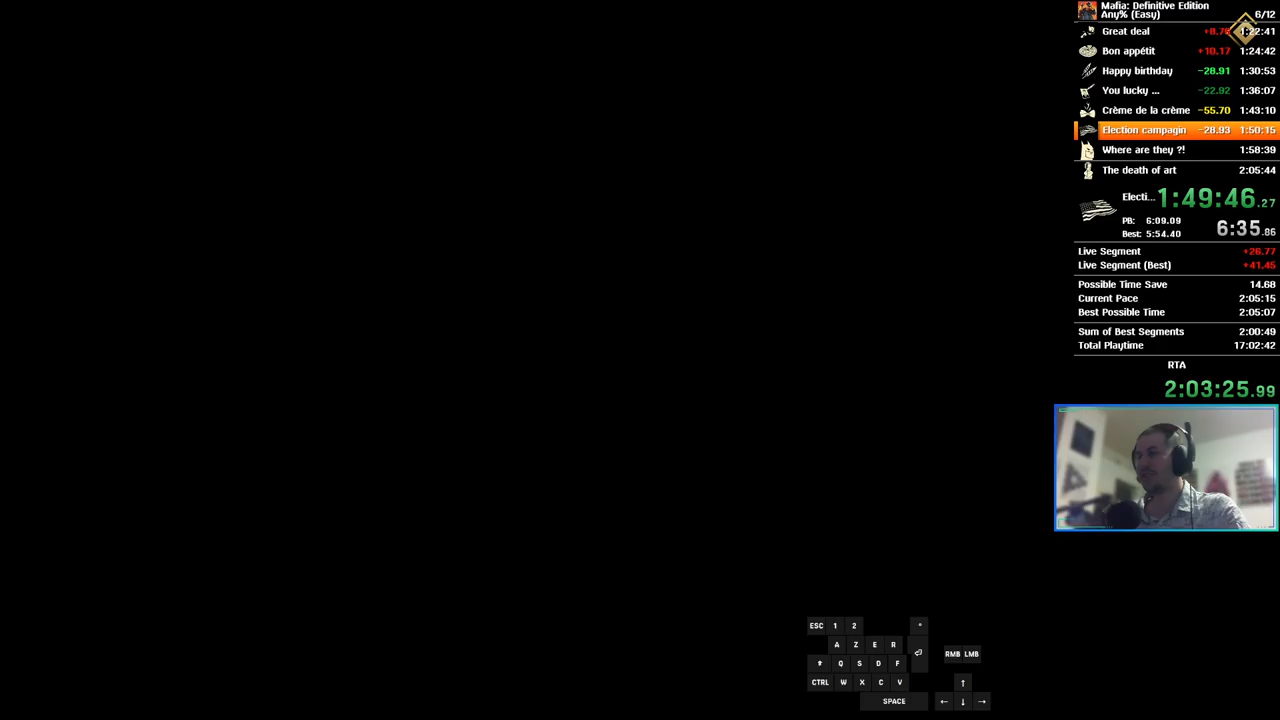 Mafia: Definitive Edition
Any% (Easy) 6/12
Great deal 1:22:41
Bon appétit +10.17 1:24:42
Happy birthday -28.91 1:30:53
You lucky ... -22.92 1:36:07
Crème de la crème -55.70 1:43:10
Election campagin -28.93 1:50:15
Where are they ?! 1:58:39
The death of art 2:05:44
Electi... 1:49:46.27
PB: 6:09.09
Best: 5:54.40
6:35.86
Live Segment +26.77
Live Segment (Best) +41.45
Possible Time Save 14.68
Current Pace 2:05:15
Best Possible Time 2:05:07
Sum of Best Segments 2:00:49
Total Playtime 17:02:42
RTA
2:03:25.99
ESC 1 2 °
A Z E R
RMB LMB
Q S D F
CTRL W X C V
SPACE